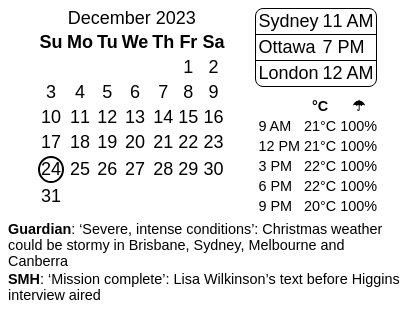 December 2023
Su Mo Tu We Th Fr Sa
1 2
3 4 5 6 7 8 9
10 11 12 13 14 15 16
17 18 19 20 21 22 23
24 25 26 27 28 29 30
31
Sydney 11 AM
Ottawa 7 PM
London 12 AM
°C ☂
9 AM 21°C 100%
12 PM 21°C 100%
3 PM 22°C 100%
6 PM 22°C 100%
9 PM 20°C 100%
Guardian: ‘Severe, intense conditions’: Christmas weather
could be stormy in Brisbane, Sydney, Melbourne and
Canberra
SMH: ‘Mission complete’: Lisa Wilkinson’s text before Higgins
interview aired